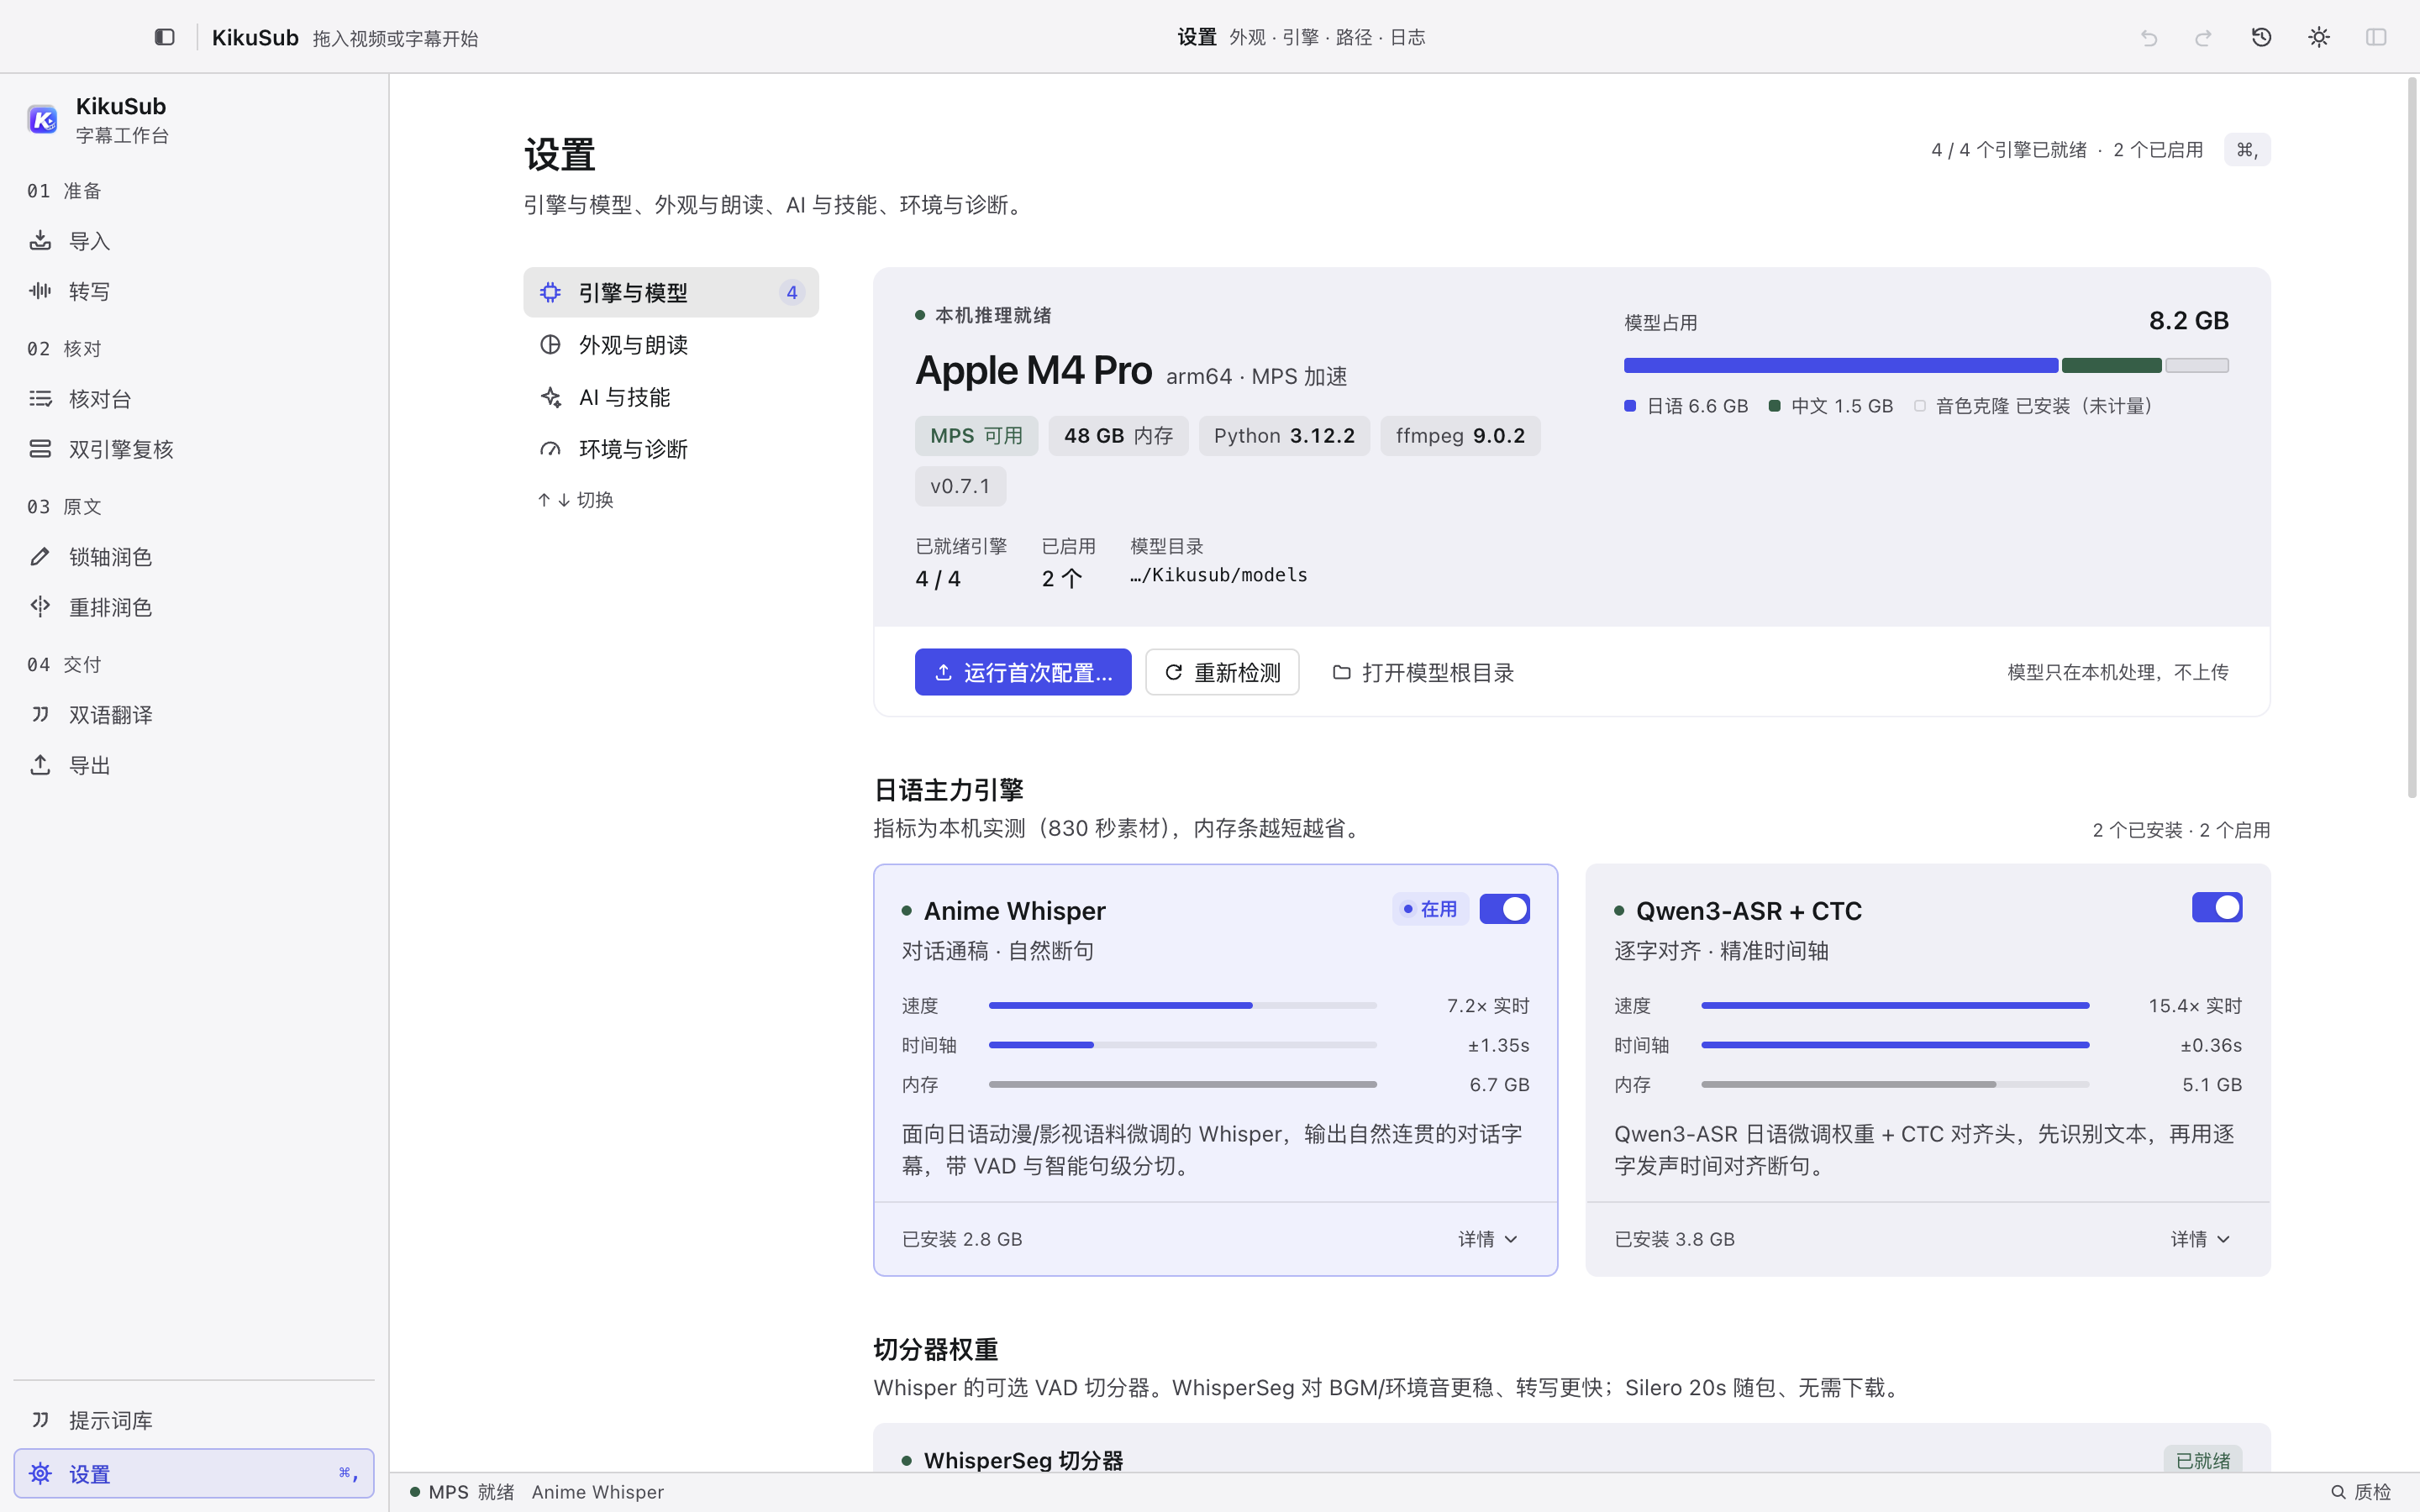 KikuSub 拖入视频或字幕开始
设置 外观 · 引擎 · 路径 · 日志
KikuSub
字幕工作台
01 准备
导入
转写
02 核对
核对台
双引擎复核
03 原文
锁轴润色
重排润色
04 交付
双语翻译
导出
提示词库
设置 ⌘,
设置
4 / 4 个引擎已就绪 · 2 个已启用 ⌘,
引擎与模型、外观与朗读、AI 与技能、环境与诊断。
引擎与模型 4
外观与朗读
AI 与技能
环境与诊断
↑ ↓ 切换
本机推理就绪
Apple M4 Pro arm64 · MPS 加速
MPS 可用 48 GB 内存 Python 3.12.2 ffmpeg 9.0.2
v0.7.1
已就绪引擎 已启用 模型目录
4 / 4 2 个 …/Kikusub/models
模型占用 8.2 GB
日语 6.6 GB 中文 1.5 GB 音色克隆 已安装（未计量）
运行首次配置... 重新检测 打开模型根目录 模型只在本机处理，不上传
日语主力引擎
指标为本机实测（830 秒素材），内存条越短越省。
2 个已安装 · 2 个启用
Anime Whisper 在用
对话通稿 · 自然断句
速度 7.2× 实时
时间轴 ±1.35s
内存 6.7 GB
面向日语动漫/影视语料微调的 Whisper，输出自然连贯的对话字
幕，带 VAD 与智能句级分切。
已安装 2.8 GB 详情
Qwen3-ASR + CTC
逐字对齐 · 精准时间轴
速度 15.4× 实时
时间轴 ±0.36s
内存 5.1 GB
Qwen3-ASR 日语微调权重 + CTC 对齐头，先识别文本，再用逐
字发声时间对齐断句。
已安装 3.8 GB 详情
切分器权重
Whisper 的可选 VAD 切分器。WhisperSeg 对 BGM/环境音更稳、转写更快；Silero 20s 随包、无需下载。
WhisperSeg 切分器 已就绪
MPS 就绪 Anime Whisper 质检